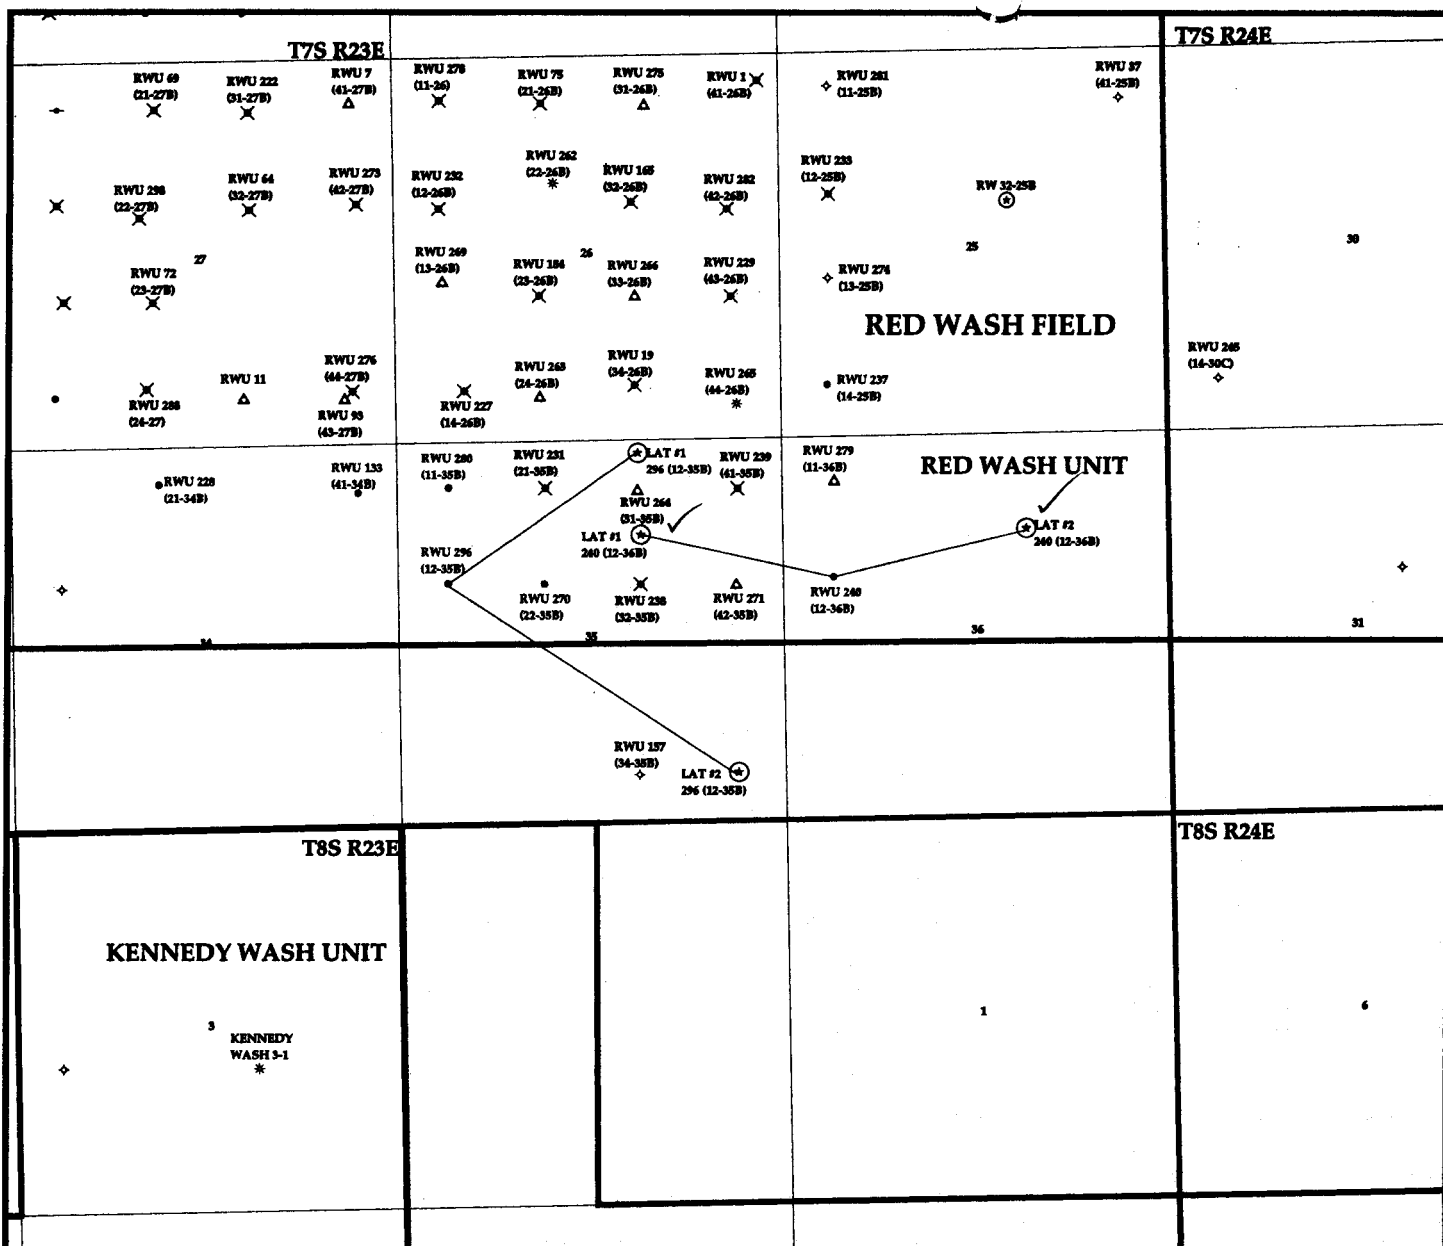 T7S R23E
T7S R24E
RWU 69
(21-27B)
RWU 222
(31-27B)
RWU 7
(41-27B)
RWU 278
(11-26)
RWU 75
(21-26B)
RWU 275
(31-26B)
RWU 1
(41-26B)
RWU 281
(11-25B)
RWU 37
(41-25B)
RWU 298
(22-27B)
RWU 64
(32-27B)
RWU 273
(42-27B)
RWU 232
(12-26B)
RWU 262
(22-26B)
RWU 165
(32-26B)
RWU 282
(42-26B)
RWU 233
(12-25B)
RW 32-25B
27
26
25
30
RWU 72
(23-27B)
RWU 269
(13-26B)
RWU 184
(23-26B)
RWU 266
(33-26B)
RWU 229
(43-26B)
RWU 274
(13-25B)
RED WASH FIELD
RWU 288
(24-27)
RWU 11
RWU 276
(44-27B)
RWU 93
(43-27B)
RWU 227
(14-26B)
RWU 263
(24-26B)
RWU 19
(34-26B)
RWU 265
(44-26B)
RWU 237
(14-25B)
RWU 245
(14-30C)
RWU 228
(21-34B)
RWU 133
(41-34B)
RWU 280
(11-35B)
RWU 231
(21-35B)
LAT #1
296 (12-35B)
RWU 239
(41-35B)
RWU 279
(11-36B)
RED WASH UNIT
RWU 264
(31-35B)
LAT #1
240 (12-36B)
LAT #2
240 (12-36B)
RWU 296
(12-35B)
RWU 270
(22-35B)
RWU 238
(32-35B)
RWU 271
(42-35B)
RWU 240
(12-36B)
34
35
36
31
RWU 157
(34-35B)
LAT #2
296 (12-35B)
T8S R23E
T8S R24E
KENNEDY WASH UNIT
3
KENNEDY
WASH 3-1
1
6